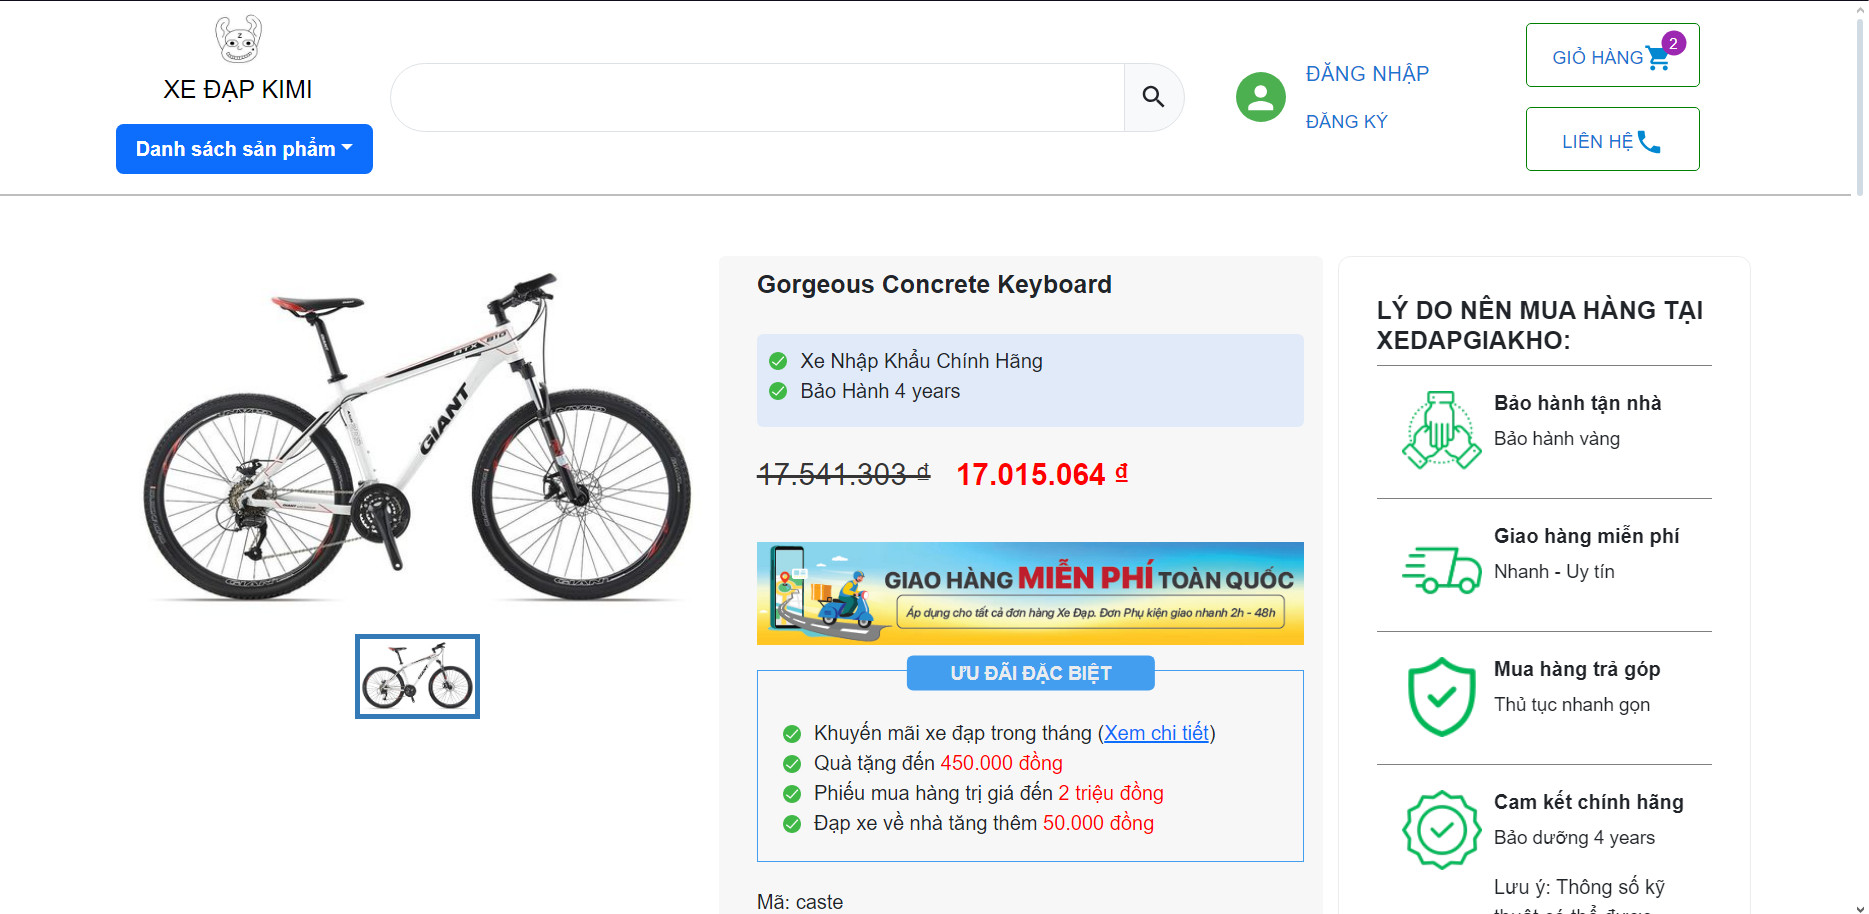 XE ĐẠP KIMI
Danh sách sản phẩm
ĐĂNG NHẬP
ĐĂNG KÝ
GIỎ HÀNG 2
LIÊN HỆ
GIANT
ATX 810
Gorgeous Concrete Keyboard
Xe Nhập Khẩu Chính Hãng
Bảo Hành 4 years
17.541.303 ₫ 17.015.064 ₫
GIAO HÀNG MIỄN PHÍ TOÀN QUỐC
Áp dụng cho tất cả đơn hàng Xe Đạp. Đơn Phụ kiện giao nhanh 2h - 48h
ƯU ĐÃI ĐẶC BIỆT
Khuyến mãi xe đạp trong tháng (Xem chi tiết)
Quà tặng đến 450.000 đồng
Phiếu mua hàng trị giá đến 2 triệu đồng
Đạp xe về nhà tăng thêm 50.000 đồng
Mã: caste
LÝ DO NÊN MUA HÀNG TẠI
XEDAPGIAKHO:
Bảo hành tận nhà
Bảo hành vàng
Giao hàng miễn phí
Nhanh - Uy tín
Mua hàng trả góp
Thủ tục nhanh gọn
Cam kết chính hãng
Bảo dưỡng 4 years
Lưu ý: Thông số kỹ